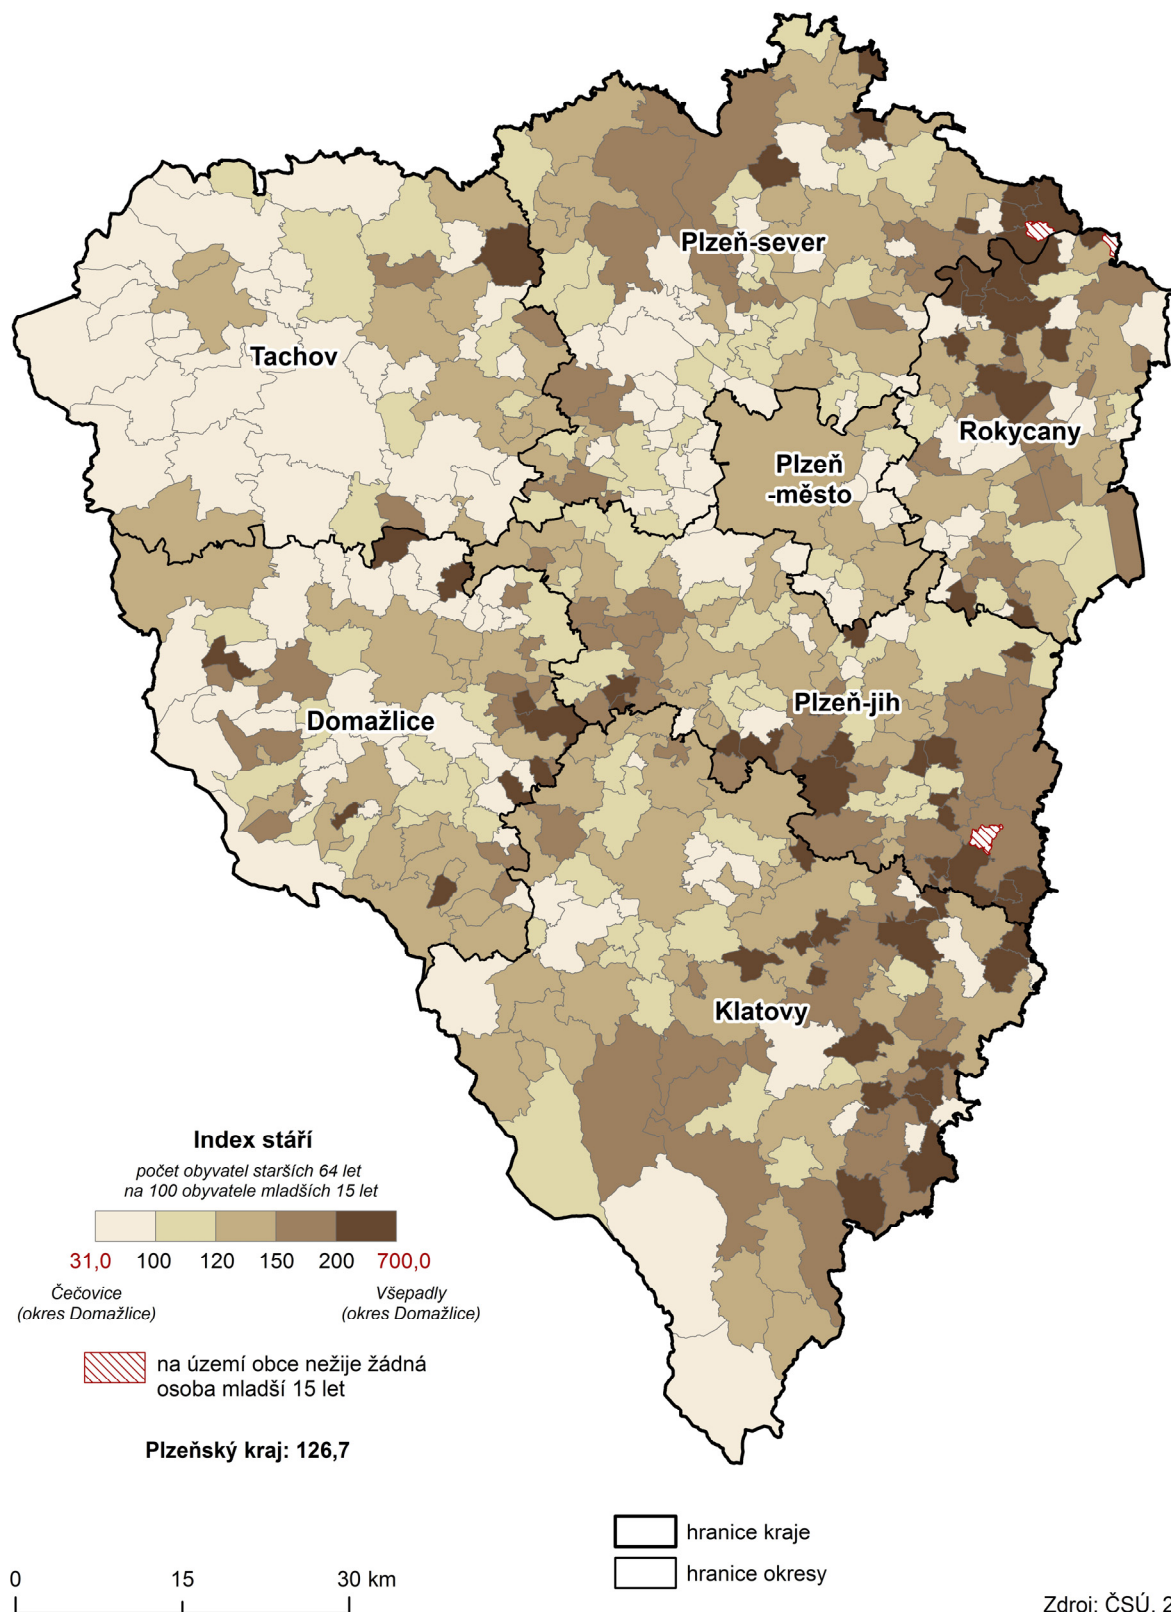 Plzeň-sever
Tachov
Rokycany
Plzeň
-město
Plzeň-jih
Domažlice
Klatovy
Index stáří
počet obyvatel starších 64 let
na 100 obyvatele mladších 15 let
31,0 100 120 150 200 700,0
Čečovice
(okres Domažlice)
Všepadly
(okres Domažlice)
na území obce nežije žádná
osoba mladší 15 let
Plzeňský kraj: 126,7
hranice kraje
hranice okresy
0 15 30 km
Zdroj: ČSÚ, 2